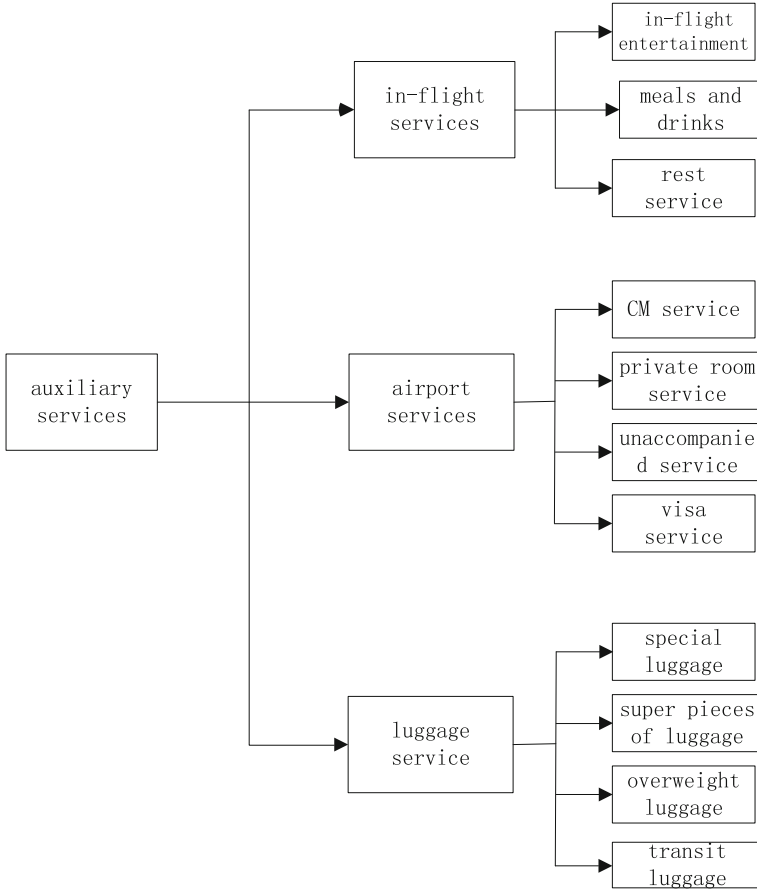 in-flight
entertainment
in-flight
services
meals and
drinks
rest
service
CM service
auxiliary
services
airport
services
private room
service
unaccompanie
d service
visa
service
special
luggage
luggage
service
super pieces
of luggage
overweight
luggage
transit
luggage